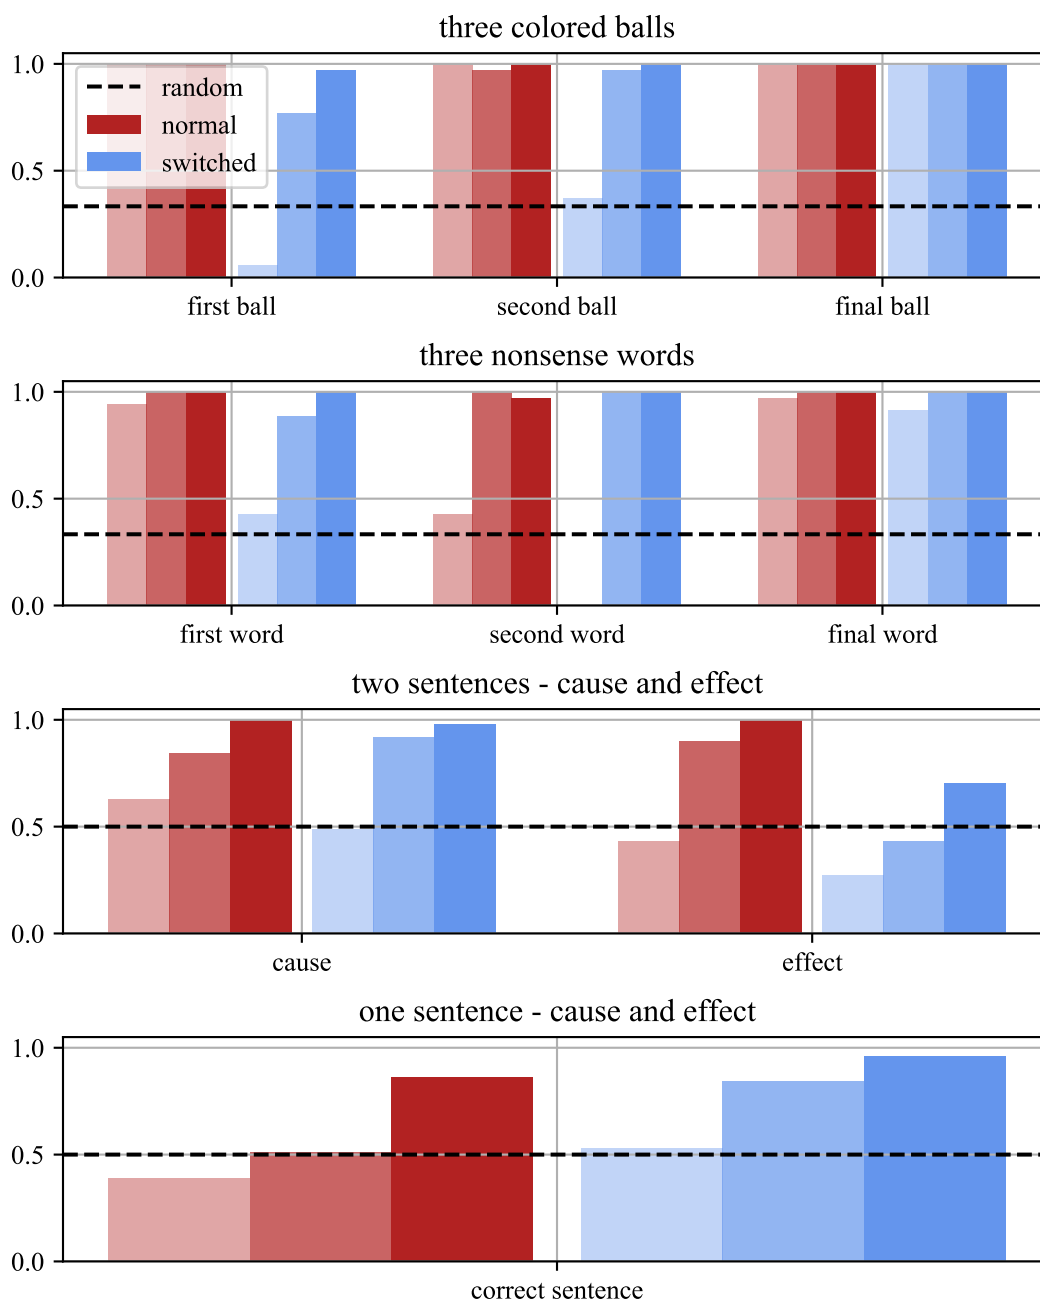 three colored balls
1.0
0.5
0.0
random
normal
switched
first ball
second ball
final ball
three nonsense words
1.0
0.5
0.0
first word
second word
final word
two sentences - cause and effect
1.0
0.5
0.0
cause
effect
one sentence - cause and effect
1.0
0.5
0.0
correct sentence